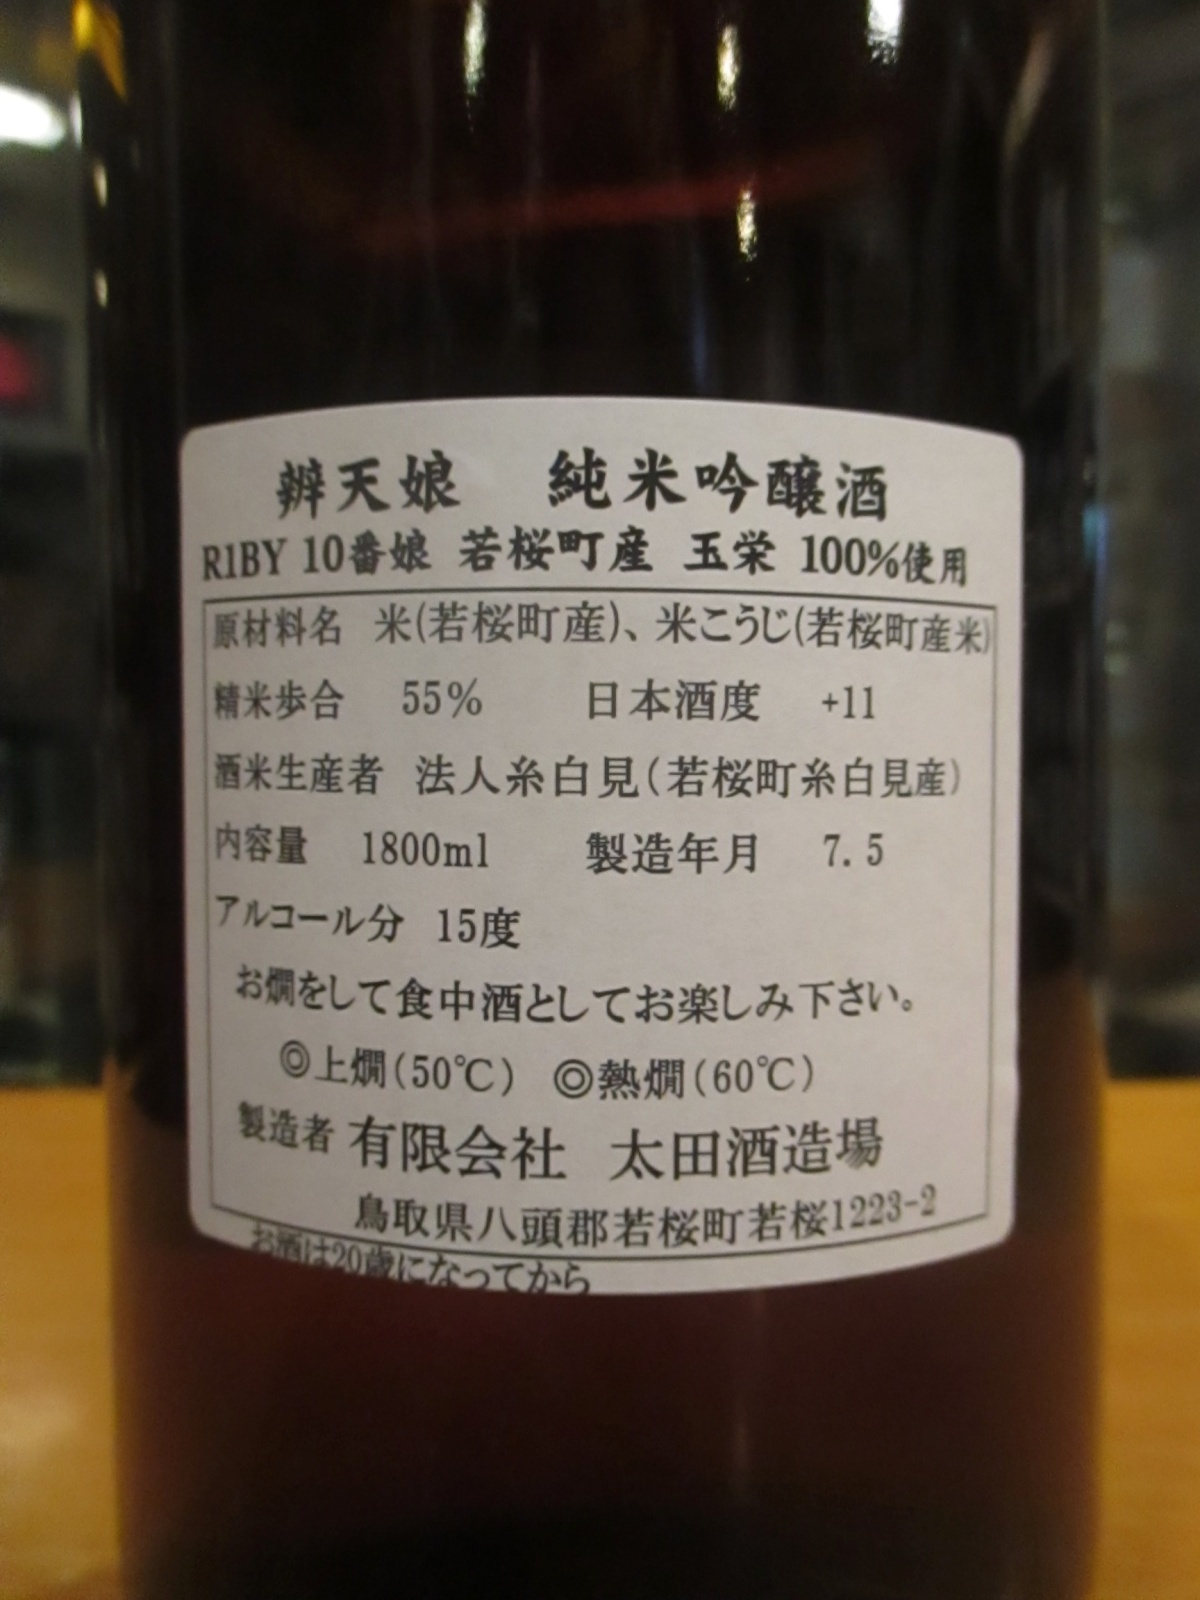 辨天娘 純米吟醸酒
R1BY 10番娘 若桜町産 玉栄 100%使用
原材料名 米(若桜町産)、米こうじ(若桜町産米)
精米歩合 55% 日本酒度 +11
酒米生産者 法人糸白見(若桜町糸白見産)
内容量 1800ml 製造年月 7.5
アルコール分 15度
お燗をして食中酒としてお楽しみ下さい。
◎上燗(50℃) ◎熱燗(60℃)
製造者 有限会社 太田酒造場
鳥取県八頭郡若桜町若桜1223-2
お酒は20歳になってから